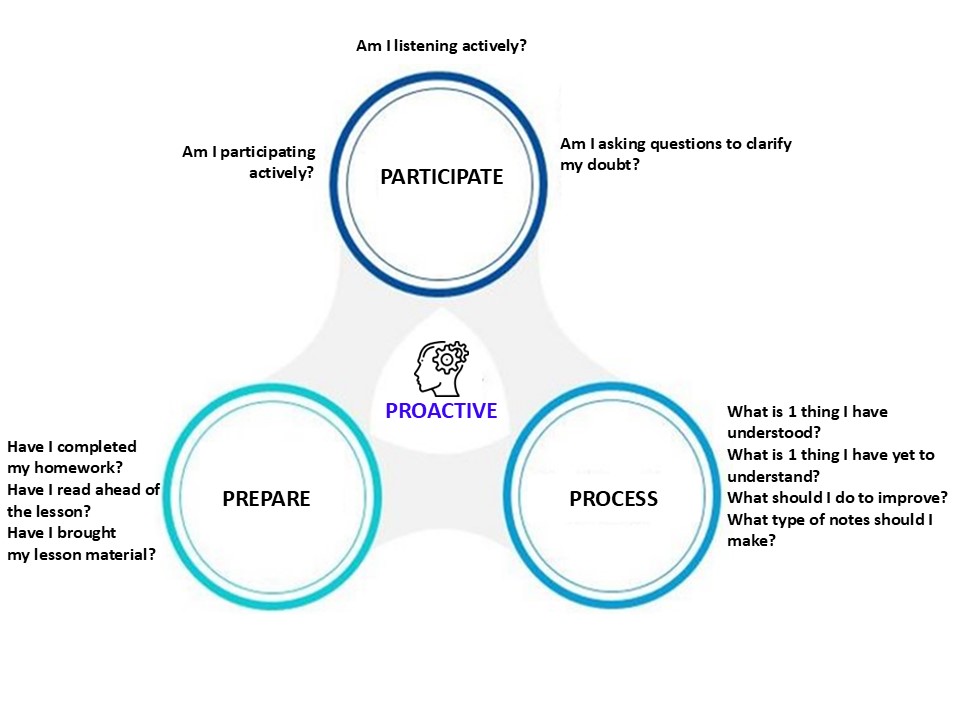 Am I listening actively?
Am I participating
actively?
PARTICIPATE
Am I asking questions to clarify
my doubt?
PROACTIVE
Have I completed
my homework?
Have I read ahead of
the lesson?
Have I brought
my lesson material?
PREPARE
PROCESS
What is 1 thing I have
understood?
What is 1 thing I have yet to
understand?
What should I do to improve?
What type of notes should I
make?